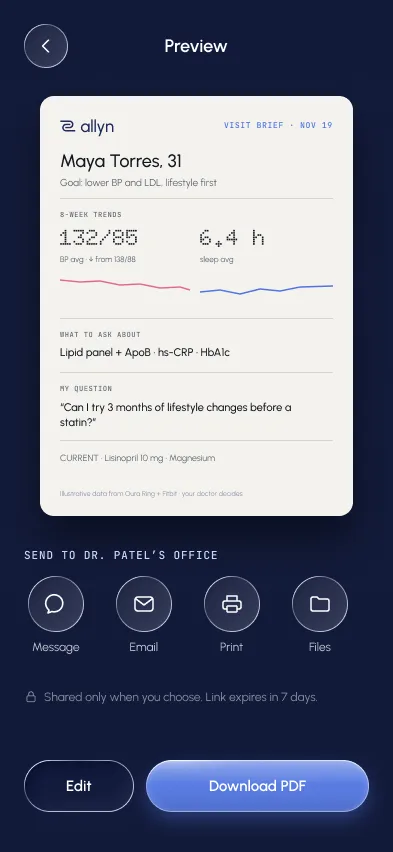 Preview
allyn
VISIT BRIEF · NOV 19
Maya Torres, 31
Goal: lower BP and LDL, lifestyle first
8-WEEK TRENDS
132/85
6.4 h
BP avg · ↓ from 138/88
sleep avg
WHAT TO ASK ABOUT
Lipid panel + ApoB · hs-CRP · HbA1c
MY QUESTION
“Can I try 3 months of lifestyle changes before a
statin?”
CURRENT · Lisinopril 10 mg · Magnesium
Illustrative data from Oura Ring + Fitbit · your doctor decides
SEND TO DR. PATEL’S OFFICE
Message
Email
Print
Files
Shared only when you choose. Link expires in 7 days.
Edit
Download PDF